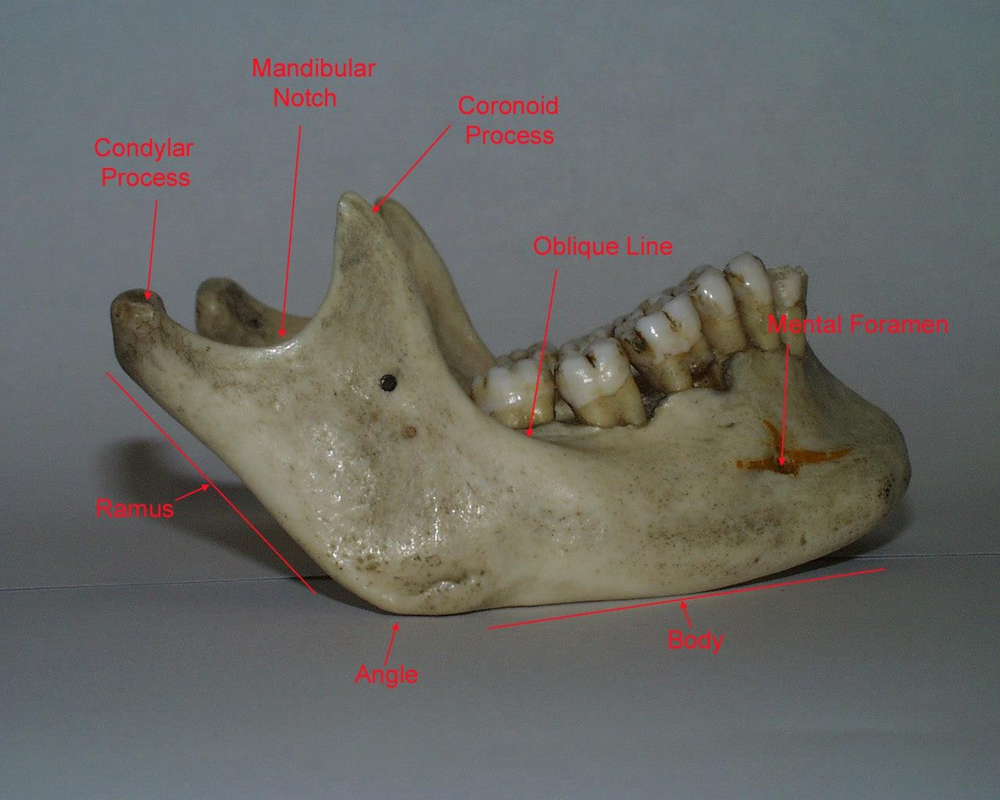 Mandibular
Notch
Coronoid
Process
Condylar
Process
Oblique Line
Mental Foramen
Ramus
Body
Angle